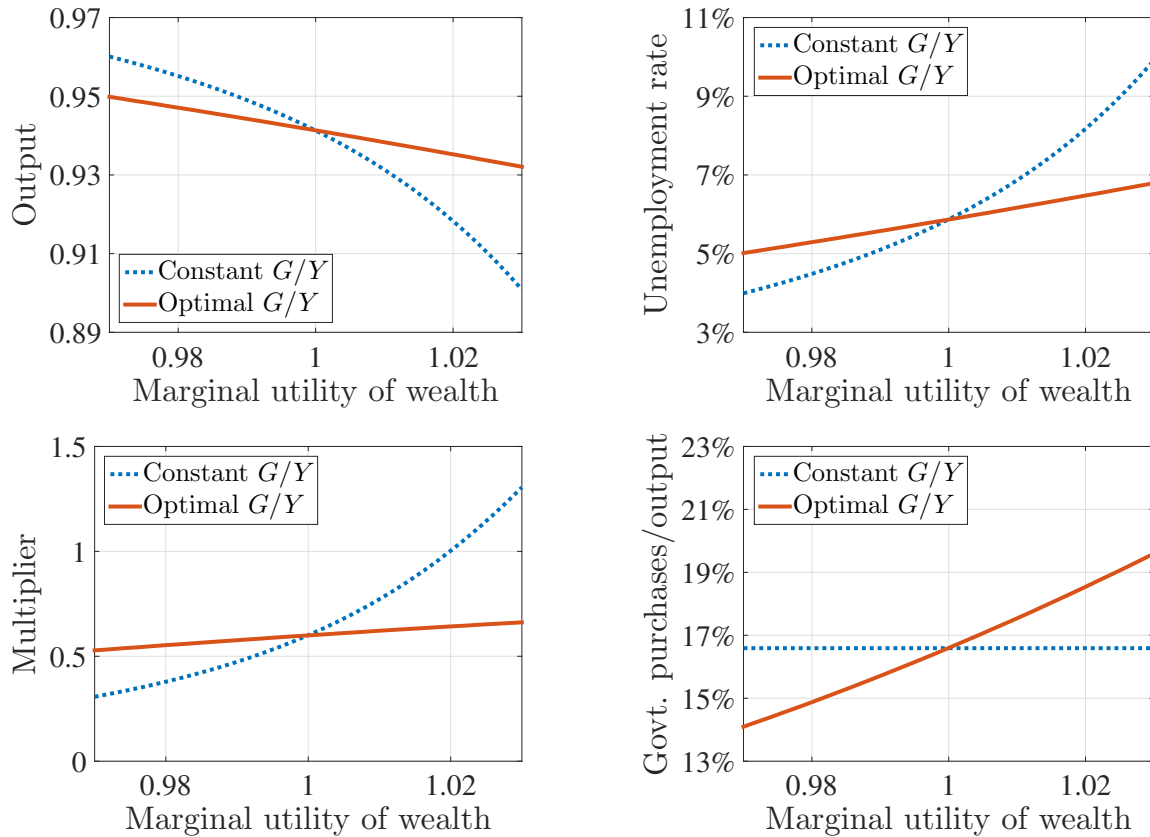 Output
0.97
0.95
0.93
0.91
0.89
Constant G/Y
Optimal G/Y
0.98 1 1.02
Marginal utility of wealth
Unemployment rate
11%
9%
7%
5%
3%
Constant G/Y
Optimal G/Y
0.98 1 1.02
Marginal utility of wealth
Multiplier
1.5
1
0.5
0
Constant G/Y
Optimal G/Y
0.98 1 1.02
Marginal utility of wealth
Govt. purchases/output
23%
21%
19%
17%
15%
13%
Constant G/Y
Optimal G/Y
0.98 1 1.02
Marginal utility of wealth